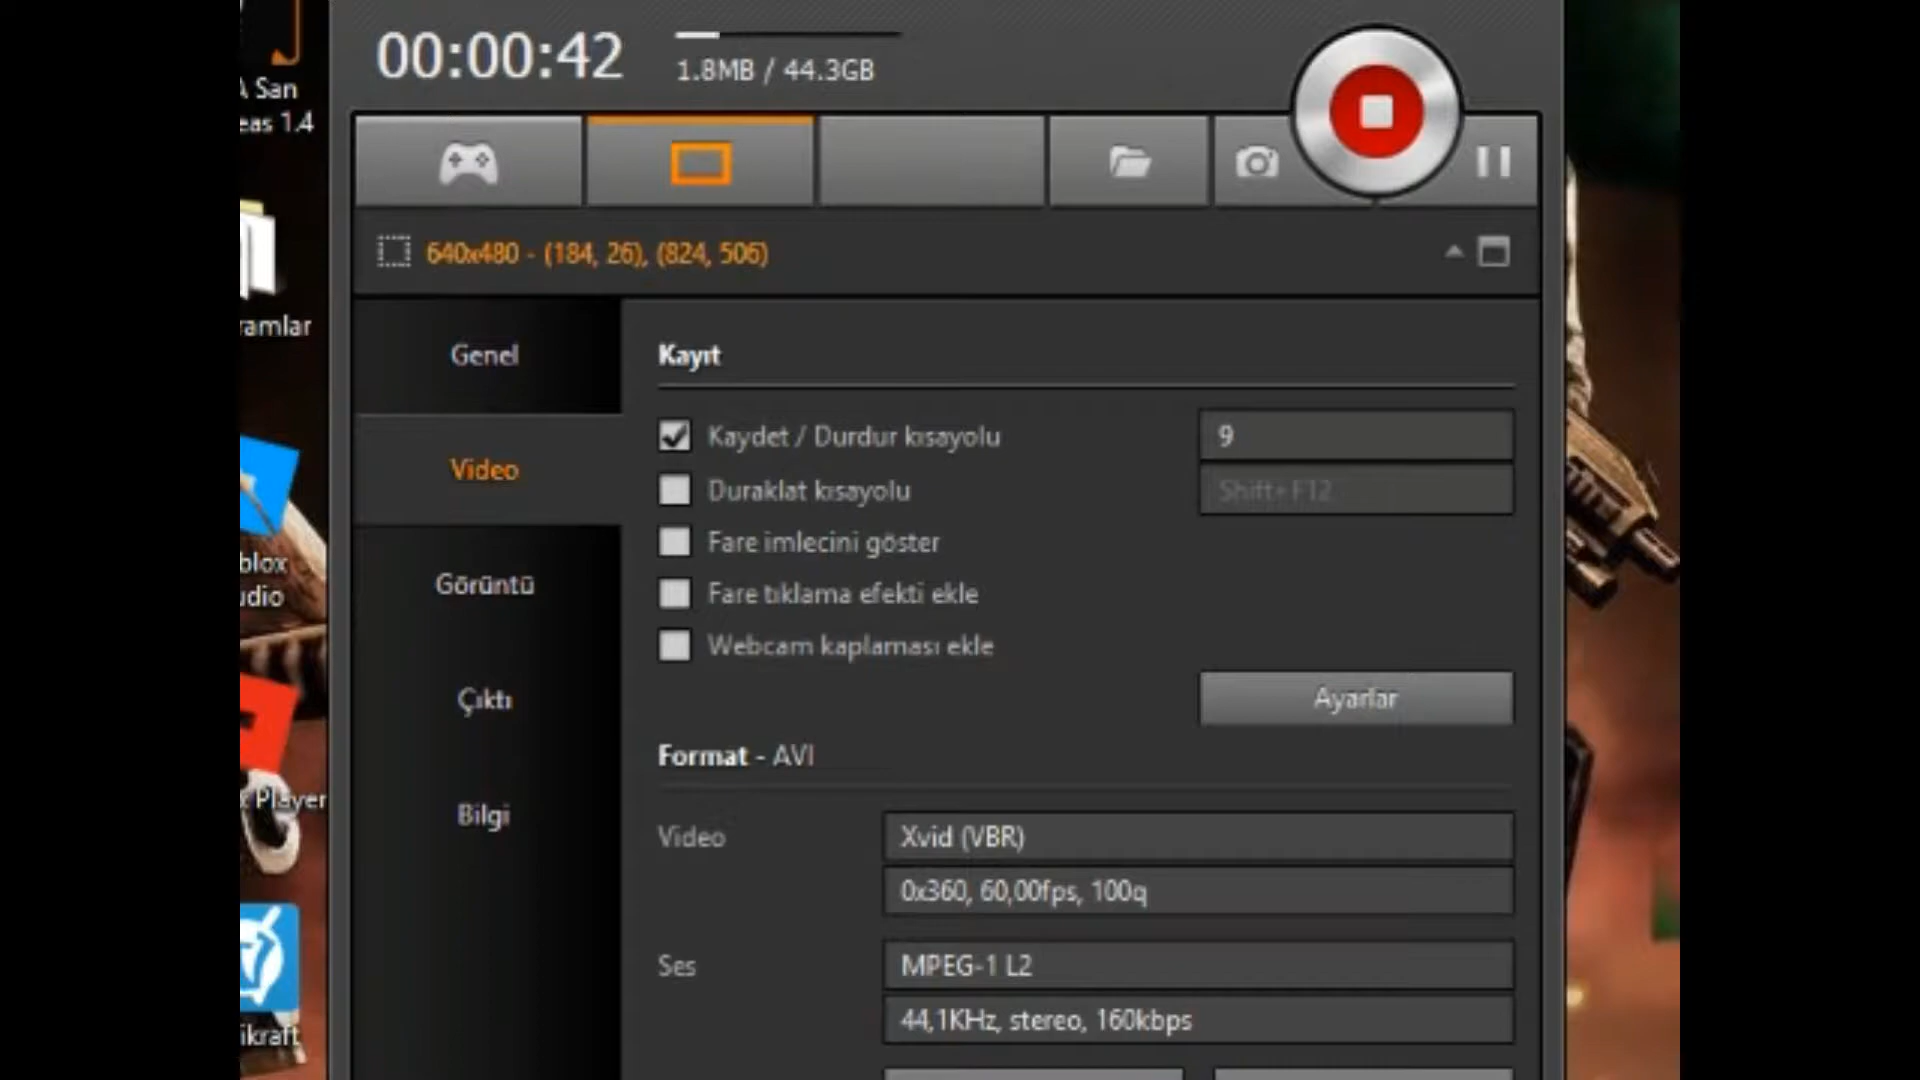 00:00:42
1.8MB / 44.3GB
A San
eas 1.4
640x480 - (184, 26), (824, 506)
ramlar
Genel
Kayıt
Kaydet / Durdur kısayolu
9
Video
Duraklat kısayolu
Shift+F12
Fare imlecini göster
blox
udio
Görüntü
Fare tıklama efekti ekle
Webcam kaplaması ekle
Çıktı
Ayarlar
Format - AVI
x Player
Bilgi
Video
Xvid (VBR)
0x360, 60,00fps, 100q
Ses
MPEG-1 L2
44,1KHz, stereo, 160kbps
ikraft